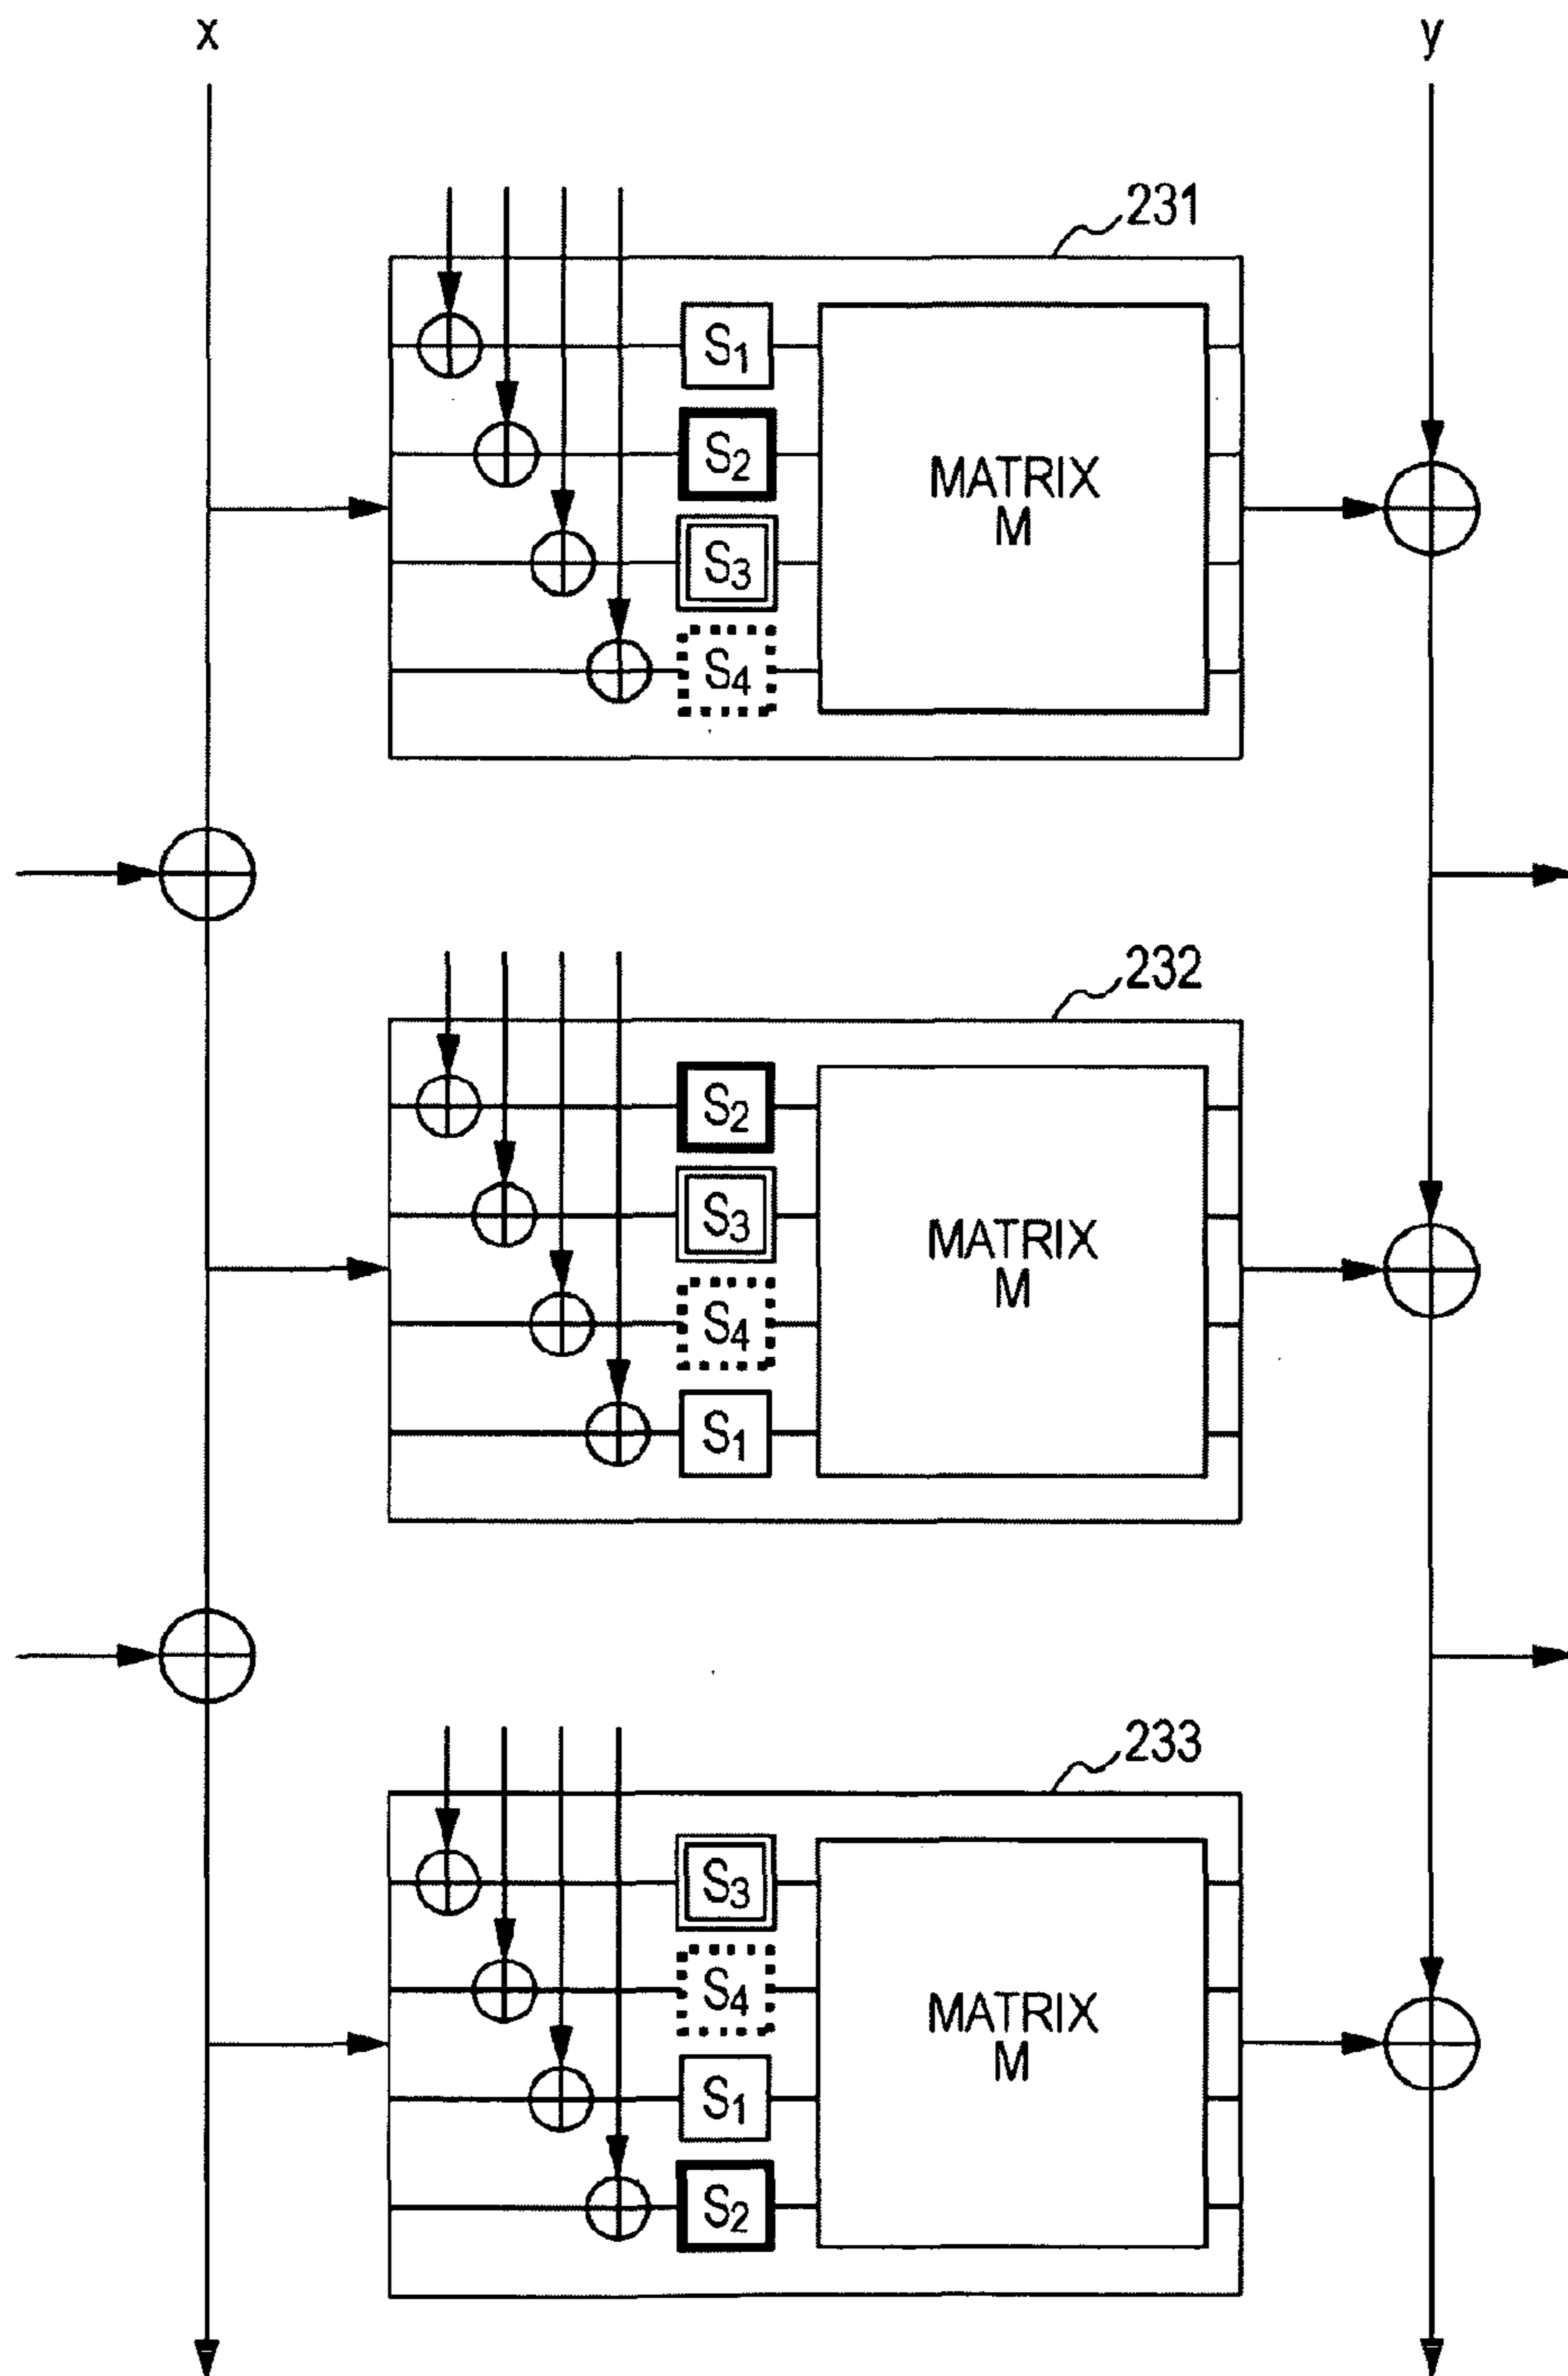 x
y
231
S1
S2
S3
S4
MATRIX
M
232
S2
S3
S4
S1
MATRIX
M
233
S3
S4
S1
S2
MATRIX
M